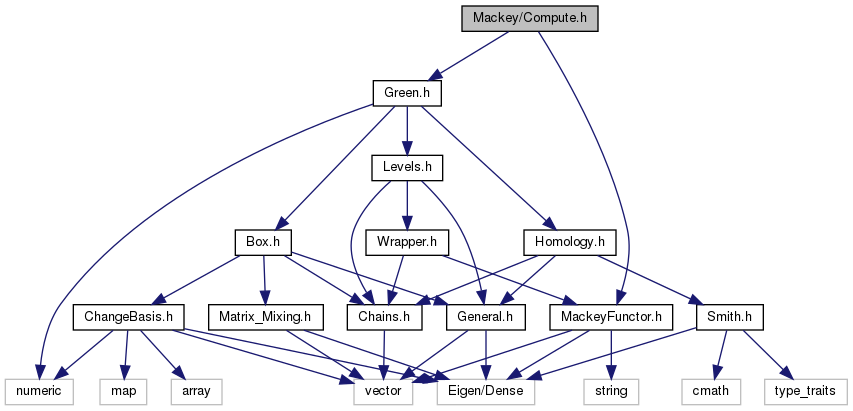 Mackey/Compute.h
Green.h
Levels.h
Box.h
Wrapper.h
Homology.h
ChangeBasis.h
Matrix_Mixing.h
Chains.h
General.h
MackeyFunctor.h
Smith.h
numeric
map
array
vector
Eigen/Dense
string
cmath
type_traits